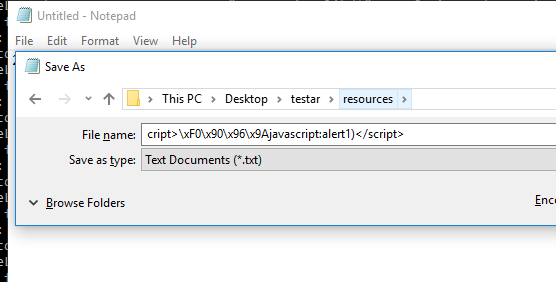 Untitled - Notepad
File Edit Format View Help
Save As
This PC > Desktop > testar > resources >
File name: cript>\xF0\x90\x96\x9Ajavascript:alert1)</script>
Save as type: Text Documents (*.txt)
Browse Folders